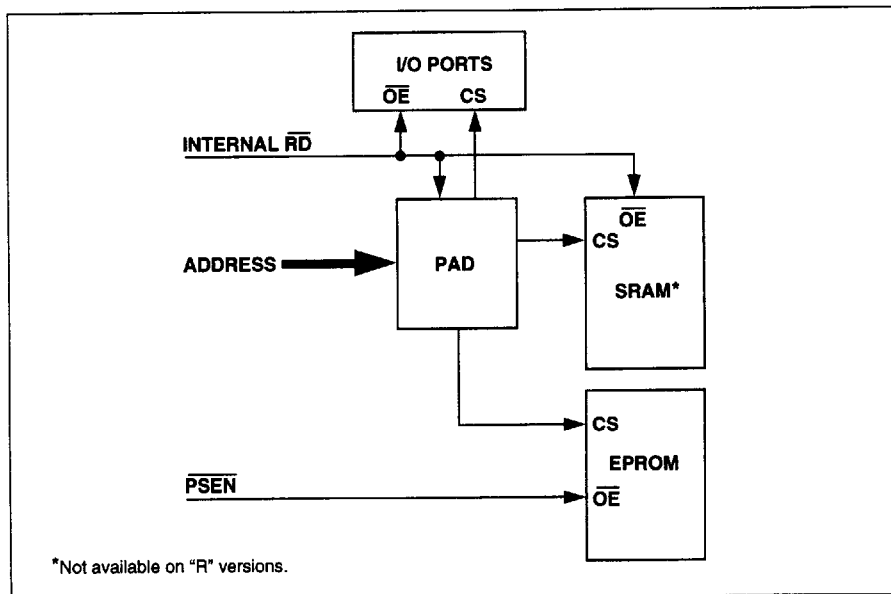 I/O PORTS
OE CS
INTERNAL RD
OE
CS
ADDRESS
PAD
SRAM*
CS
EPROM
PSEN
OE
*Not available on "R" versions.